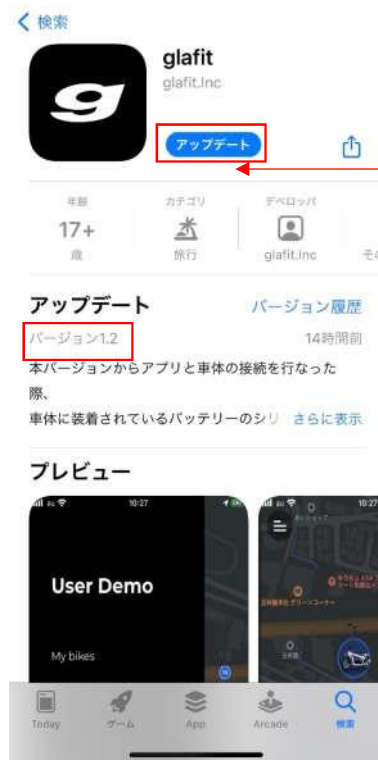 検索
glafit
glafit.Inc
アップデート
年齢 カテゴリ デベロッパ
17+
歳 旅行 glafit.Inc
アップデート バージョン履歴
バージョン1.2 14時間前
本バージョンからアプリと車体の接続を行なった
際、
車体に装着されているバッテリーのシリ さらに表示
プレビュー
au 10:27
au 10:27
User Demo
My bikes
Today ゲーム App Arcade 検索